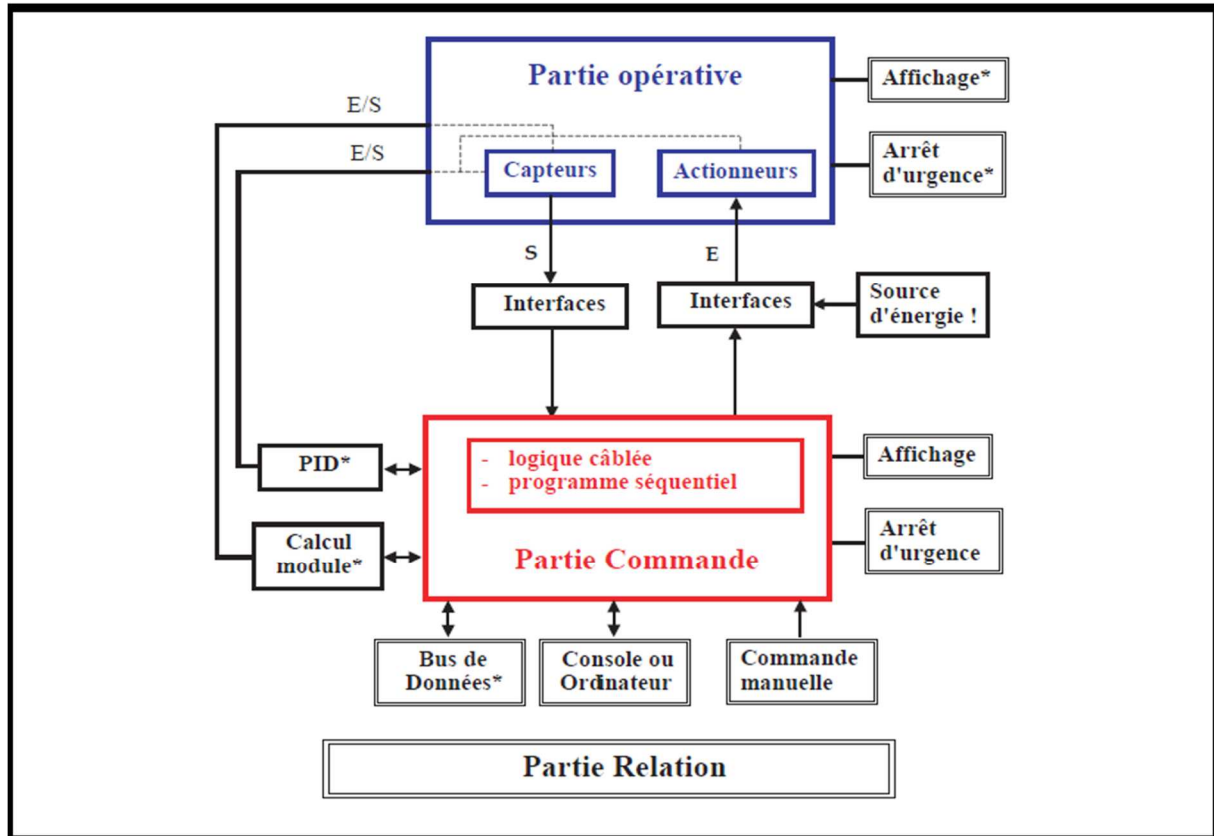 Partie opérative
Affichage*
E/S
E/S
Arrêt
d'urgence*
Capteurs
Actionneurs
S
E
Interfaces
Interfaces
Source
d'énergie !
PID*
- logique câblée
- programme séquentiel
Affichage
Calcul
module*
Partie Commande
Arrêt
d'urgence
Bus de
Données*
Console ou
Ordinateur
Commande
manuelle
Partie Relation